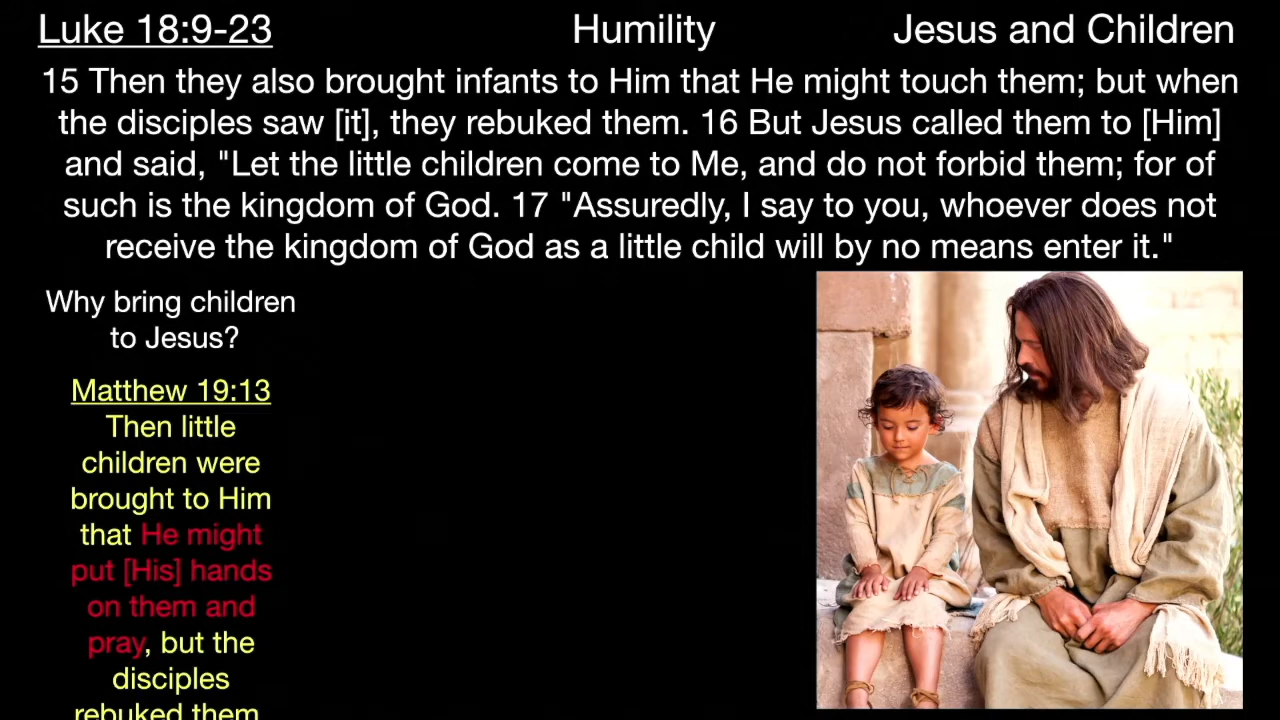 Luke 18:9-23 Humility Jesus and Children
15 Then they also brought infants to Him that He might touch them; but when
the disciples saw [it], they rebuked them. 16 But Jesus called them to [Him]
and said, "Let the little children come to Me, and do not forbid them; for of
such is the kingdom of God. 17 "Assuredly, I say to you, whoever does not
receive the kingdom of God as a little child will by no means enter it."
Why bring children
to Jesus?
Matthew 19:13
Then little
children were
brought to Him
that He might
put [His] hands
on them and
pray, but the
disciples
rebuked them